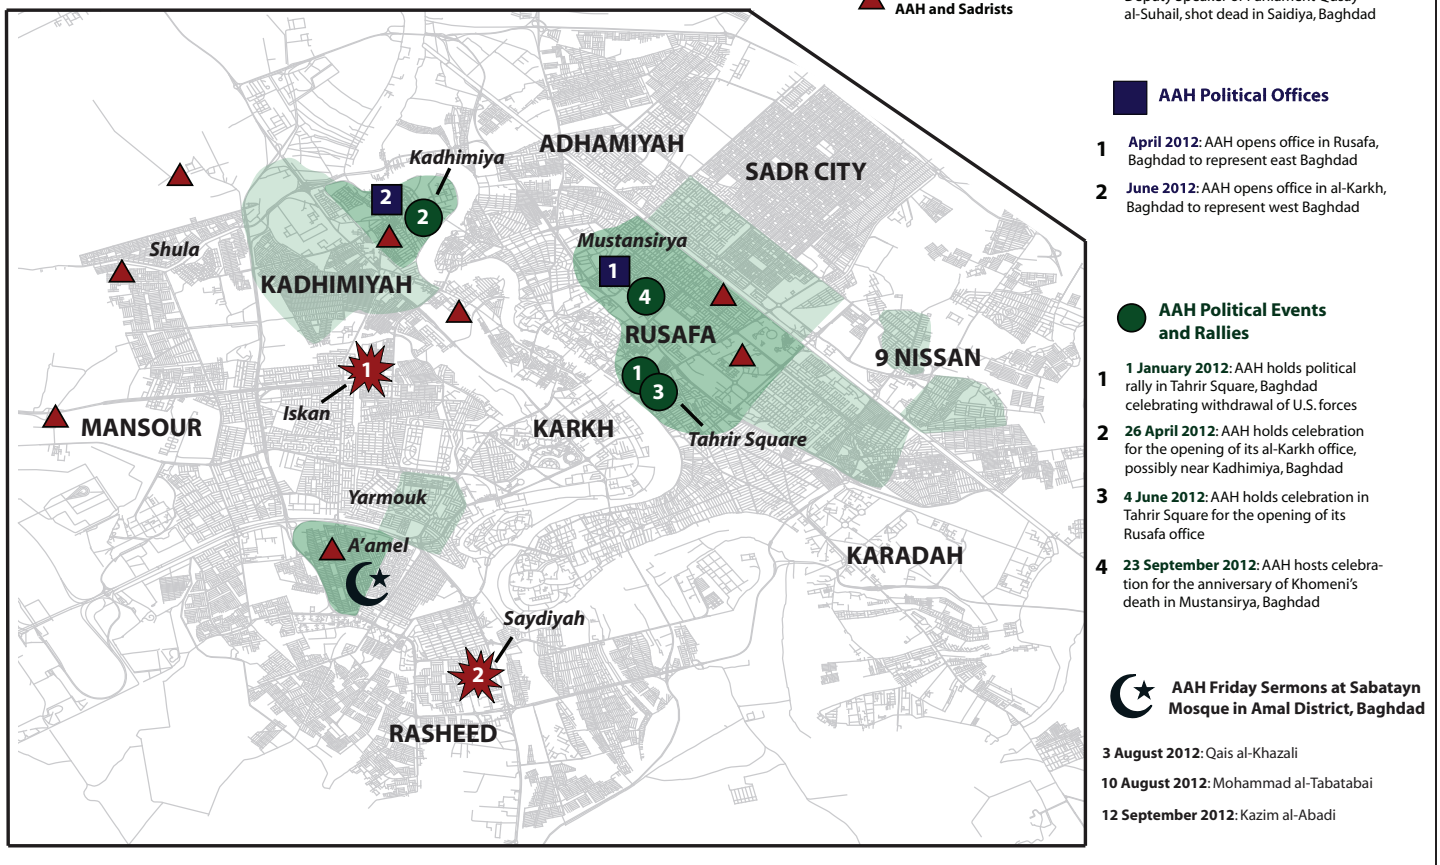 AAH and Sadrists
al-Suhail, shot dead in Saidiya, Baghdad
ADHAMIYAH
Kadhimiya
SADR CITY
2
2
Shula
Mustansirya
1
4
KADHIMIYAH
RUSAFA
9 NISSAN
1
1
3
Iskan
MANSOUR
KARKH
Tahrir Square
Yarmouk
A'amel
KARADAH
Saydiyah
2
RASHEED
AAH Political Offices
1 April 2012: AAH opens office in Rusafa,
Baghdad to represent east Baghdad
2 June 2012: AAH opens office in al-Karkh,
Baghdad to represent west Baghdad
AAH Political Events
and Rallies
1 1 January 2012: AAH holds political
rally in Tahrir Square, Baghdad
celebrating withdrawal of U.S. forces
2 26 April 2012: AAH holds celebration
for the opening of its al-Karkh office,
possibly near Kadhimiya, Baghdad
3 4 June 2012: AAH holds celebration in
Tahrir Square for the opening of its
Rusafa office
4 23 September 2012: AAH hosts celebra-
tion for the anniversary of Khomeni's
death in Mustansirya, Baghdad
AAH Friday Sermons at Sabatayn
Mosque in Amal District, Baghdad
3 August 2012: Qais al-Khazali
10 August 2012: Mohammad al-Tabatabai
12 September 2012: Kazim al-Abadi